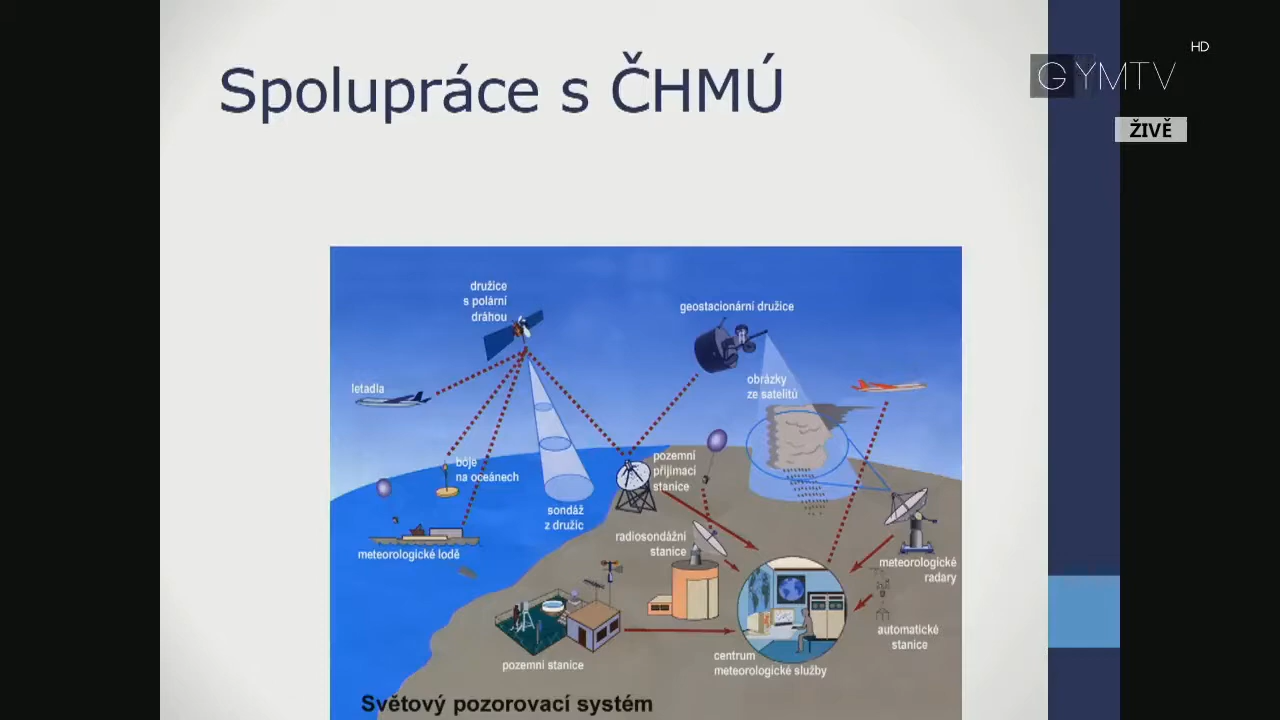 Spolupráce s ČHMÚ
HD
GYMTV
ŽIVĚ
družice
s polární
dráhou
geostacionární družice
letadla
obrázky
ze satelitů
bóje
na oceánech
pozemní
přijímací
stanice
sondáž
z družic
radiosondážní
stanice
meteorologické lodě
meteorologické
radary
automatické
stanice
pozemní stanice
centrum
meteorologické služby
Světový pozorovací systém